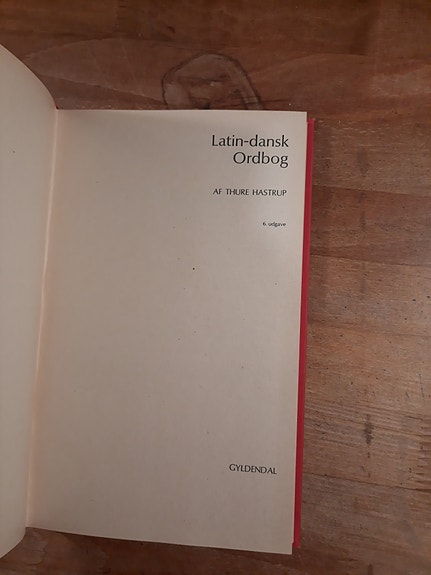 Latin-dansk
Ordbog
AF THURE HASTRUP
6. udgave
GYLDENDAL